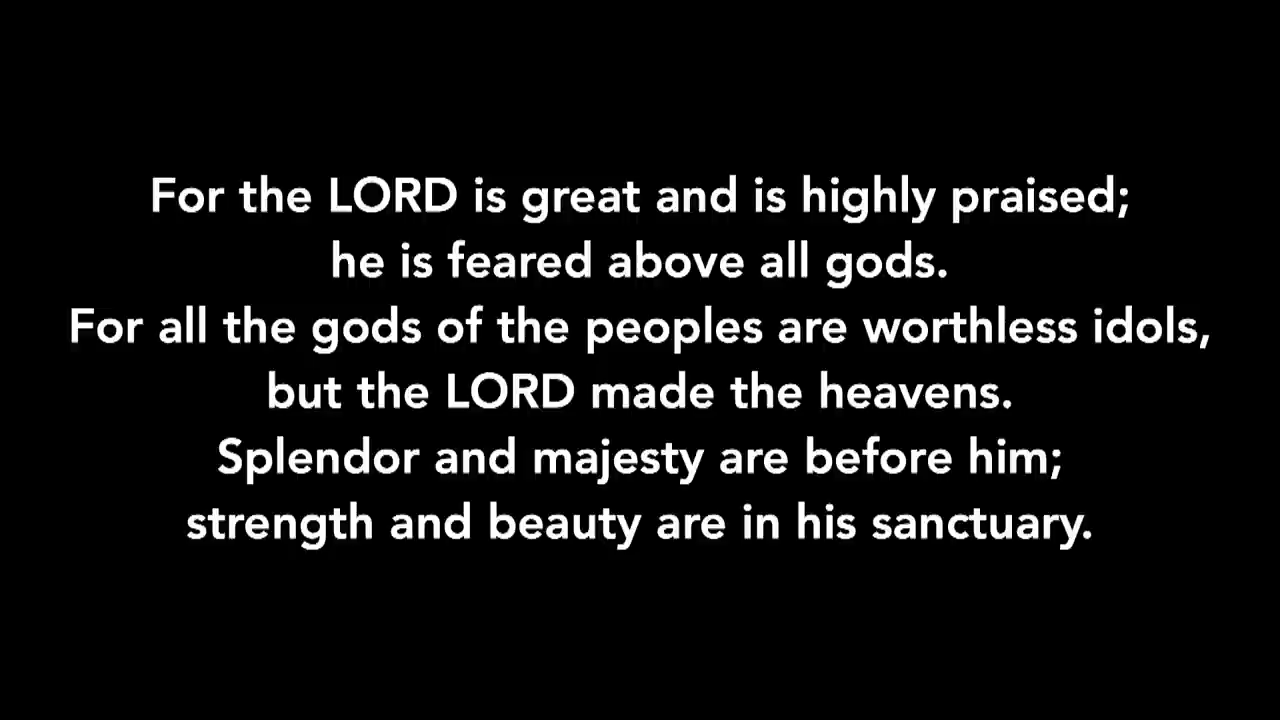 For the LORD is great and is highly praised;
he is feared above all gods.
For all the gods of the peoples are worthless idols,
but the LORD made the heavens.
Splendor and majesty are before him;
strength and beauty are in his sanctuary.